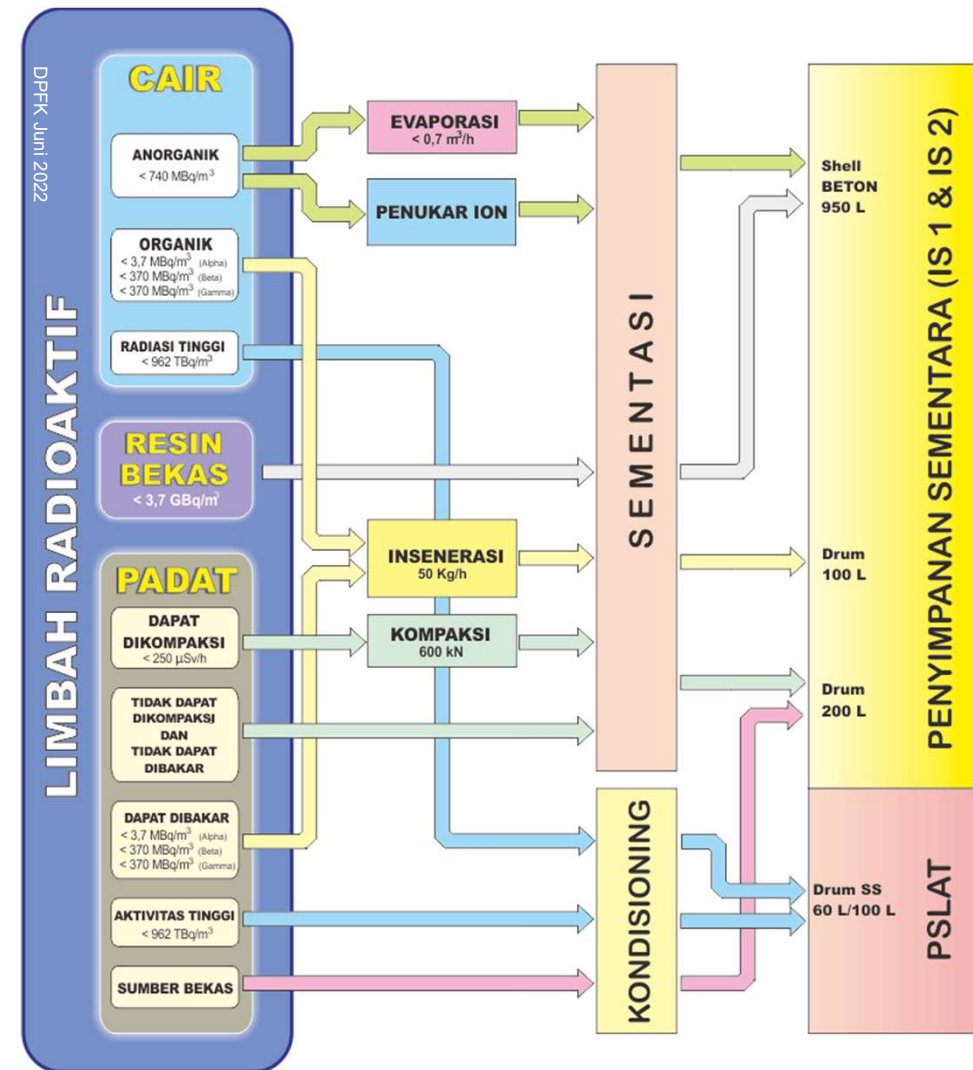 DPFK Juni 2022
LIMBAH RADIOAKTIF
CAIR
ANORGANIK
< 740 MBq/m³
ORGANIK
< 3,7 MBq/m³ (Alpha)
< 370 MBq/m³ (Beta)
< 370 MBq/m³ (Gamma)
RADIASI TINGGI
< 962 TBq/m³
RESIN
BEKAS
< 3,7 GBq/m³
PADAT
DAPAT
DIKOMPAKSI
< 250 µSv/h
TIDAK DAPAT
DIKOMPAKSI
DAN
TIDAK DAPAT
DIBAKAR
DAPAT DIBAKAR
< 3,7 MBq/m³ (Alpha)
< 370 MBq/m³ (Beta)
< 370 MBq/m³ (Gamma)
AKTIVITAS TINGGI
< 962 TBq/m³
SUMBER BEKAS
EVAPORASI
< 0,7 m³/h
PENUKAR ION
INSENERASI
50 Kg/h
KOMPAKSI
600 kN
SEMENTASI
KONDISIONING
Shell
BETON
950 L
Drum
100 L
Drum
200 L
Drum SS
60 L/100 L
PENYIMPANAN SEMENTARA (IS 1 & IS 2)
PSLAT